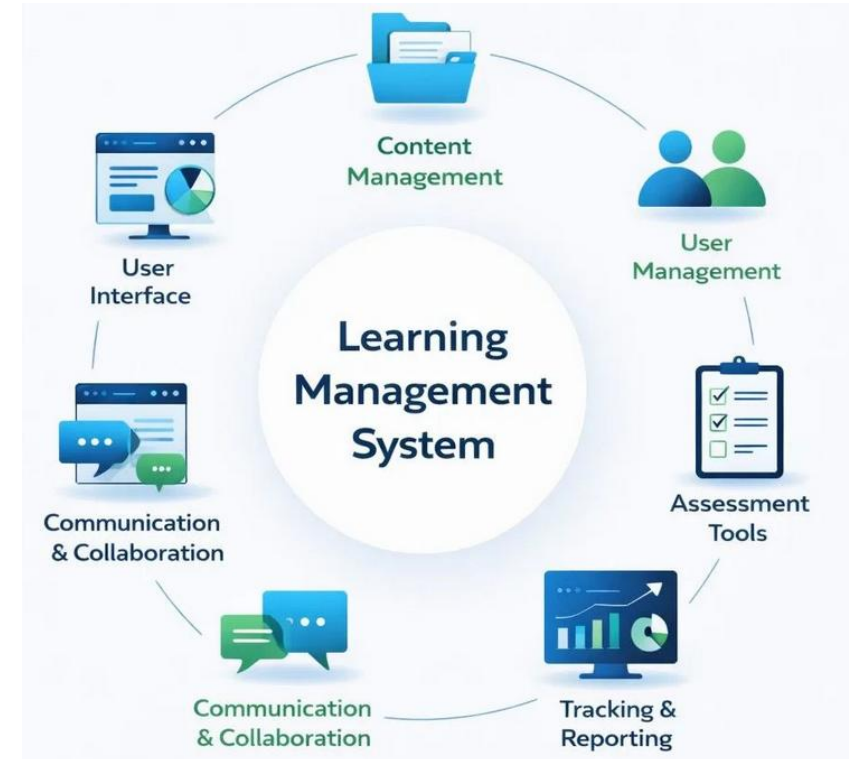 Content
Management
User
Management
Assessment
Tools
Tracking &
Reporting
Communication
& Collaboration
Communication
& Collaboration
User
Interface
Learning
Management
System